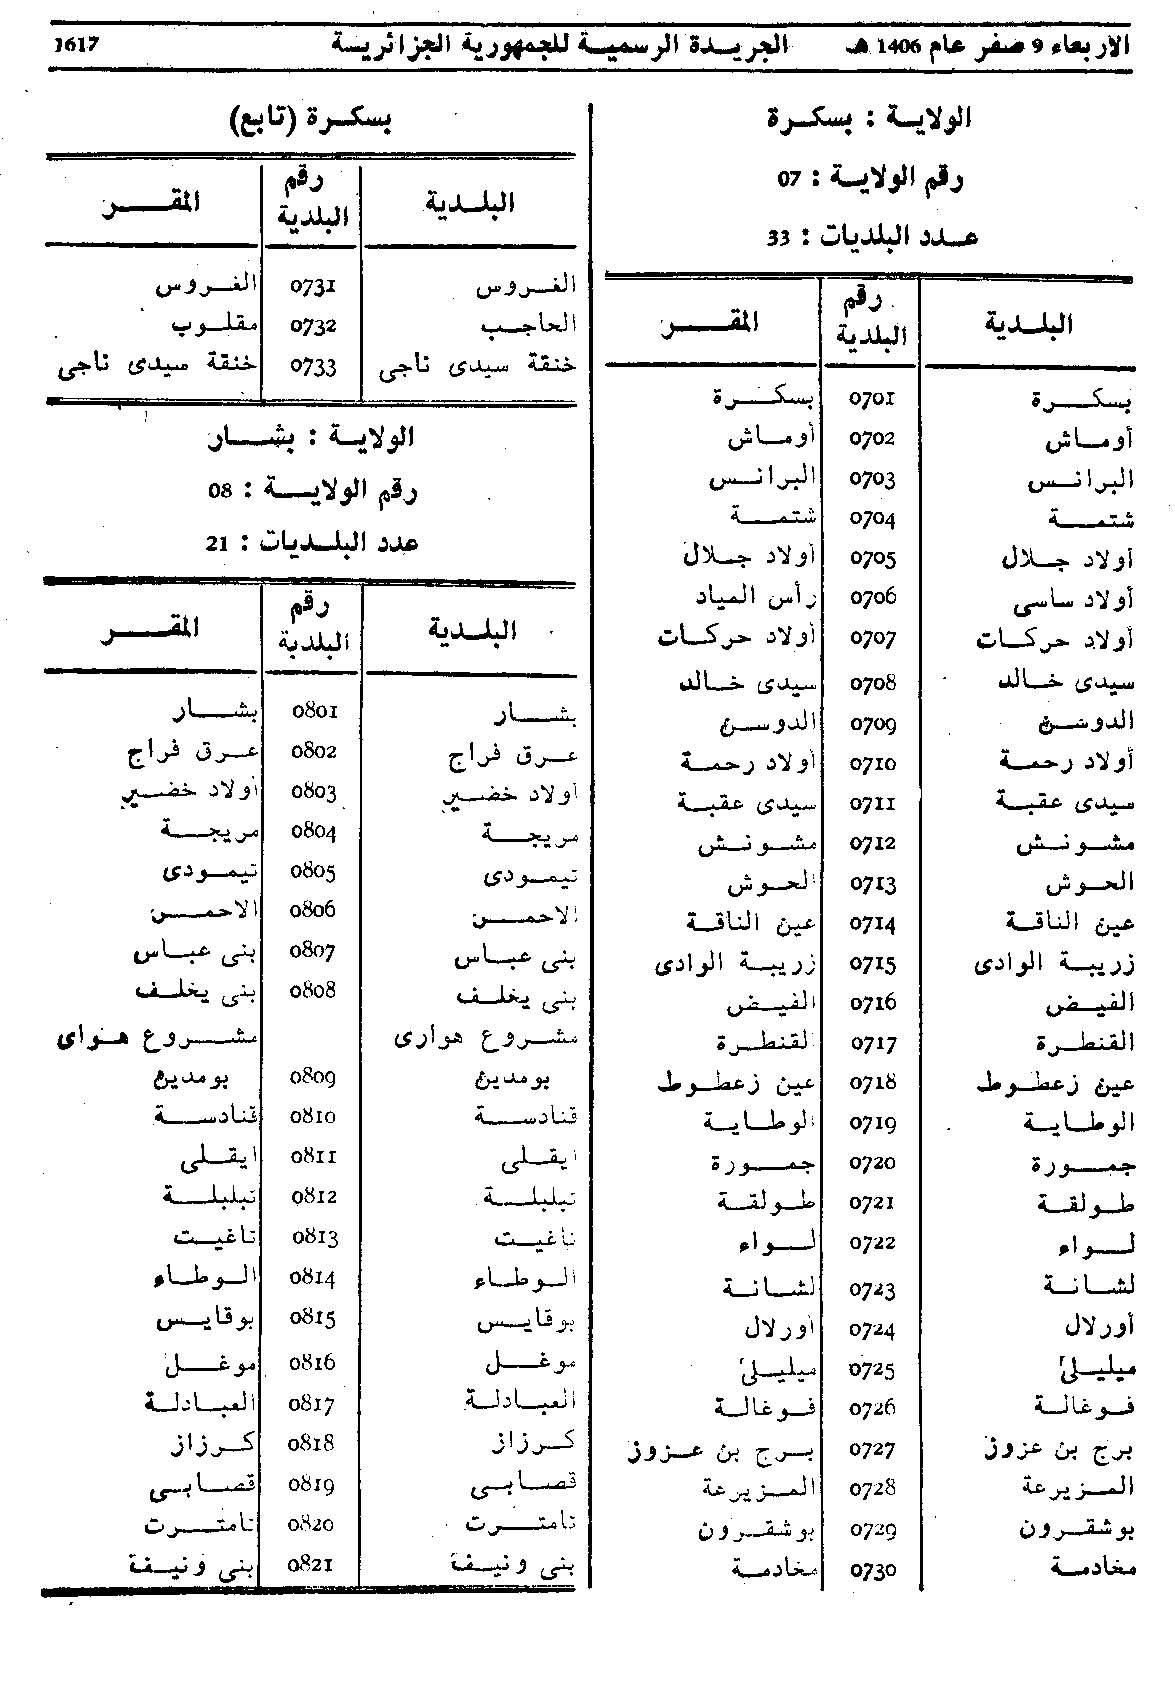 الاربعاء 9 صفر عام 1406 هـ الجريدة الرسمية للجمهورية الجزائرية 1617
الولاية : بسكرة
رقم الولاية : 07
عدد البلديات : 33
البلدية رقم البلدية المقر
بسكرة 0701 بسكرة
أوماش 0702 أوماش
البرانس 0703 البرانس
شتمة 0704 شتمة
أولاد جلال 0705 أولاد جلال
أولاد ساسى 0706 رأس المياد
أولاد حركات 0707 أولاد حركات
سيدى خالد 0708 سيدى خالد
الدوسن 0709 الدوسن
أولاد رحمة 0710 أولاد رحمة
سيدى عقبة 0711 سيدى عقبة
مشونش 0712 مشونش
الحوش 0713 الحوش
عين الناقة 0714 عين الناقة
زريبة الوادى 0715 زريبة الوادى
الفيض 0716 الفيض
القنطرة 0717 لقنطرة
عين زعطوط 0718 عين زعطوط
الوطاية 0719 الوطاية
جمورة 0720 جمورة
طولقة 0721 طولقة
لواء 0722 لواء
لشانة 0723 لشانة
أورلال 0724 أورلال
ميليلى 0725 ميليلى
فوغالة 0726 فوغالة
برج بن عزوز 0727 برج بن عزوز
المزيرعة 0728 المزيرعة
بوشقرون 0729 بوشقرون
مخادمة 0730 مخادمة
بسكرة (تابع)
البلدية رقم البلدية المقر
الغروس 0731 الغروس
الحاجب 0732 مقلوب
خنقة سيدى ناجى 0733 خنقة سيدى ناجى
الولاية : بشار
رقم الولاية : 08
عدد البلديات : 21
البلدية رقم البلدية المقر
بشار 0801 بشار
عرق فراج 0802 عرق فراج
أولاد خضير 0803 أولاد خضير
مريجة 0804 مريجة
تيمودى 0805 تيمودى
الاحمن 0806 الاحمن
بنى عباس 0807 بنى عباس
بنى يخلف 0808 بنى يخلف
مشروع هوارى مشروع هواى
بومدين 0809 بومدين
قنادسة 0810 قنادسة
ايقلى 0811 ايقلى
تبلبلة 0812 تبلبلة
تاغيت 0813 تاغيت
الوطاء 0814 الوطاء
بوقايس 0815 بوقايس
موغل 0816 موغل
العبادلة 0817 العبادلة
كرزاز 0818 كرزاز
قصابى 0819 قصابى
تامترت 0820 تامترت
بنى ونيف 0821 بنى ونيف